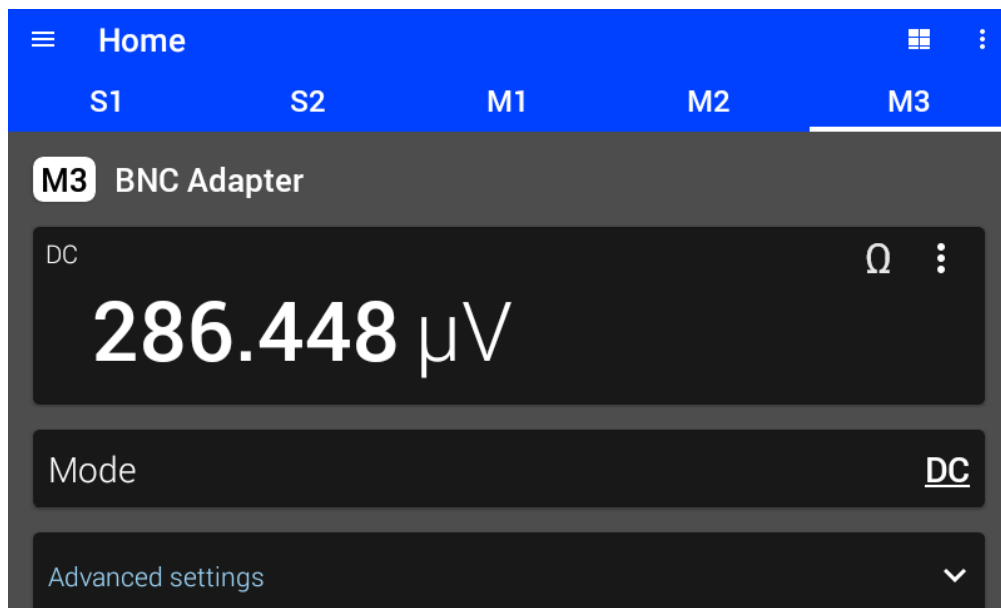 Home
S1 S2 M1 M2 M3
M3 BNC Adapter
DC Ω
286.448 µV
Mode DC
Advanced settings